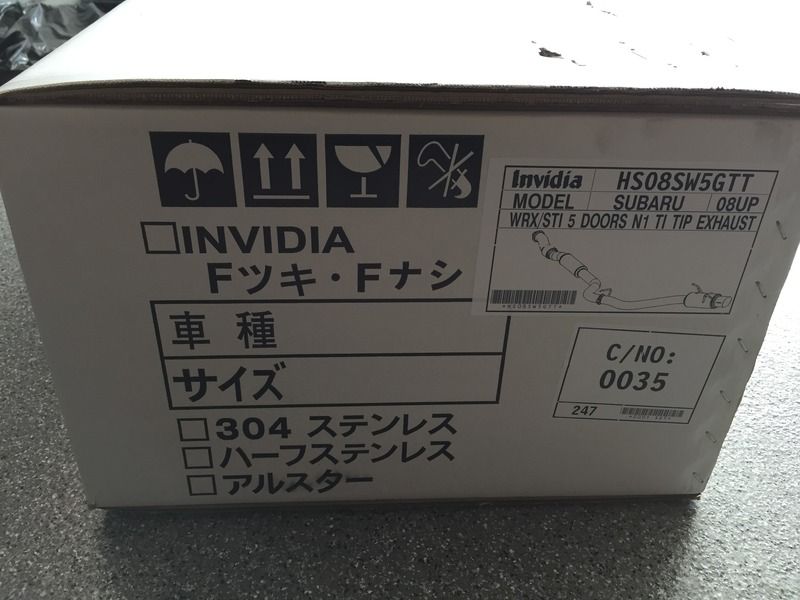 □INVIDIA
Fツキ・Fナシ
車種
サイズ
□304 ステンレス
□ハーフステンレス
□アルスター
Invidia HS08SW5GTT
MODEL SUBARU 08UP
WRX/STI 5 DOORS N1 TI TIP EXHAUST
*HS08SW5GTT*
C/NO:
0035
247